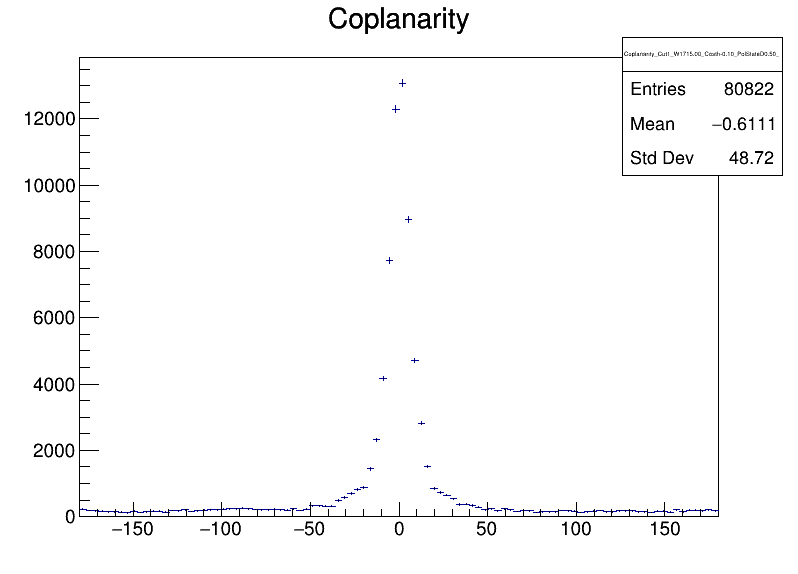 Coplanarity
Coplanarity_Cut1_W1715.00_Costh-0.10_PolStateD0.50_
Entries 80822
Mean −0.6111
Std Dev 48.72
12000
10000
8000
6000
4000
2000
0
−150 −100 −50 0 50 100 150